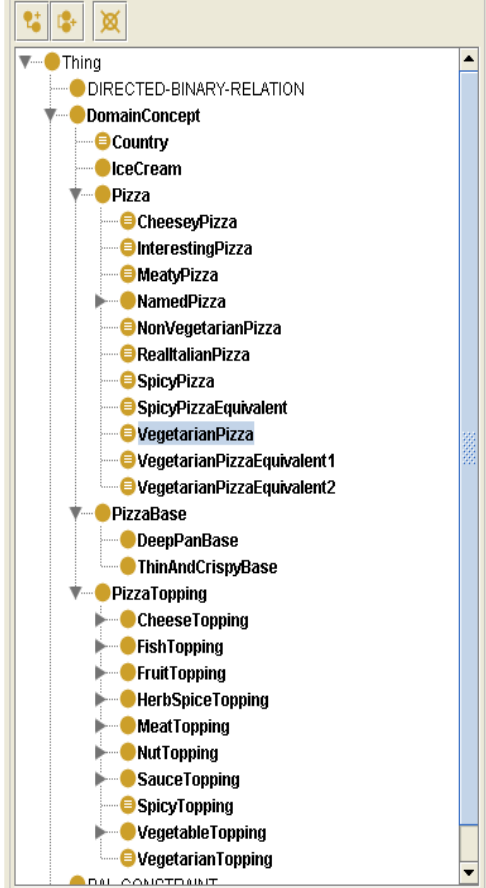 Thing
DIRECTED-BINARY-RELATION
DomainConcept
Country
IceCream
Pizza
CheeseyPizza
InterestingPizza
MeatyPizza
NamedPizza
NonVegetarianPizza
RealItalianPizza
SpicyPizza
SpicyPizzaEquivalent
VegetarianPizza
VegetarianPizzaEquivalent1
VegetarianPizzaEquivalent2
PizzaBase
DeepPanBase
ThinAndCrispyBase
PizzaTopping
CheeseTopping
FishTopping
FruitTopping
HerbSpiceTopping
MeatTopping
NutTopping
SauceTopping
SpicyTopping
VegetableTopping
VegetarianTopping